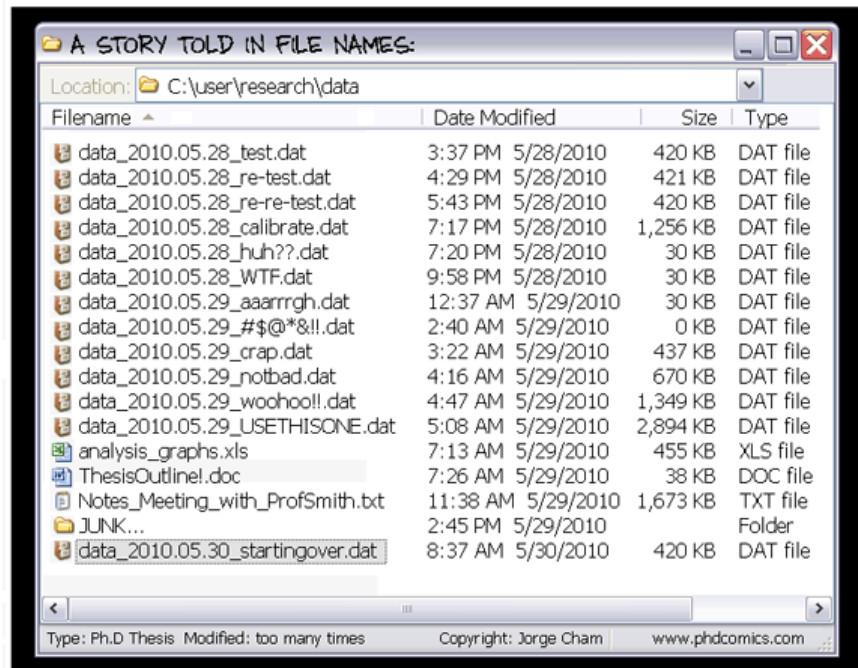 A STORY TOLD IN FILE NAMES:
Location: C:\user\research\data
Filename Date Modified Size Type
data_2010.05.28_test.dat 3:37 PM 5/28/2010 420 KB DAT file
data_2010.05.28_re-test.dat 4:29 PM 5/28/2010 421 KB DAT file
data_2010.05.28_re-re-test.dat 5:43 PM 5/28/2010 420 KB DAT file
data_2010.05.28_calibrate.dat 7:17 PM 5/28/2010 1,256 KB DAT file
data_2010.05.28_huh??.dat 7:20 PM 5/28/2010 30 KB DAT file
data_2010.05.28_WTF.dat 9:58 PM 5/28/2010 30 KB DAT file
data_2010.05.29_aaarrrgh.dat 12:37 AM 5/29/2010 30 KB DAT file
data_2010.05.29_#$@*&!!.dat 2:40 AM 5/29/2010 0 KB DAT file
data_2010.05.29_crap.dat 3:22 AM 5/29/2010 437 KB DAT file
data_2010.05.29_notbad.dat 4:16 AM 5/29/2010 670 KB DAT file
data_2010.05.29_woohoo!!.dat 4:47 AM 5/29/2010 1,349 KB DAT file
data_2010.05.29_USETHISONE.dat 5:08 AM 5/29/2010 2,894 KB DAT file
analysis_graphs.xls 7:13 AM 5/29/2010 455 KB XLS file
ThesisOutline!.doc 7:26 AM 5/29/2010 38 KB DOC file
Notes_Meeting_with_ProfSmith.txt 11:38 AM 5/29/2010 1,673 KB TXT file
JUNK... 2:45 PM 5/29/2010 Folder
data_2010.05.30_startingover.dat 8:37 AM 5/30/2010 420 KB DAT file
Type: Ph.D Thesis Modified: too many times Copyright: Jorge Cham www.phdcomics.com